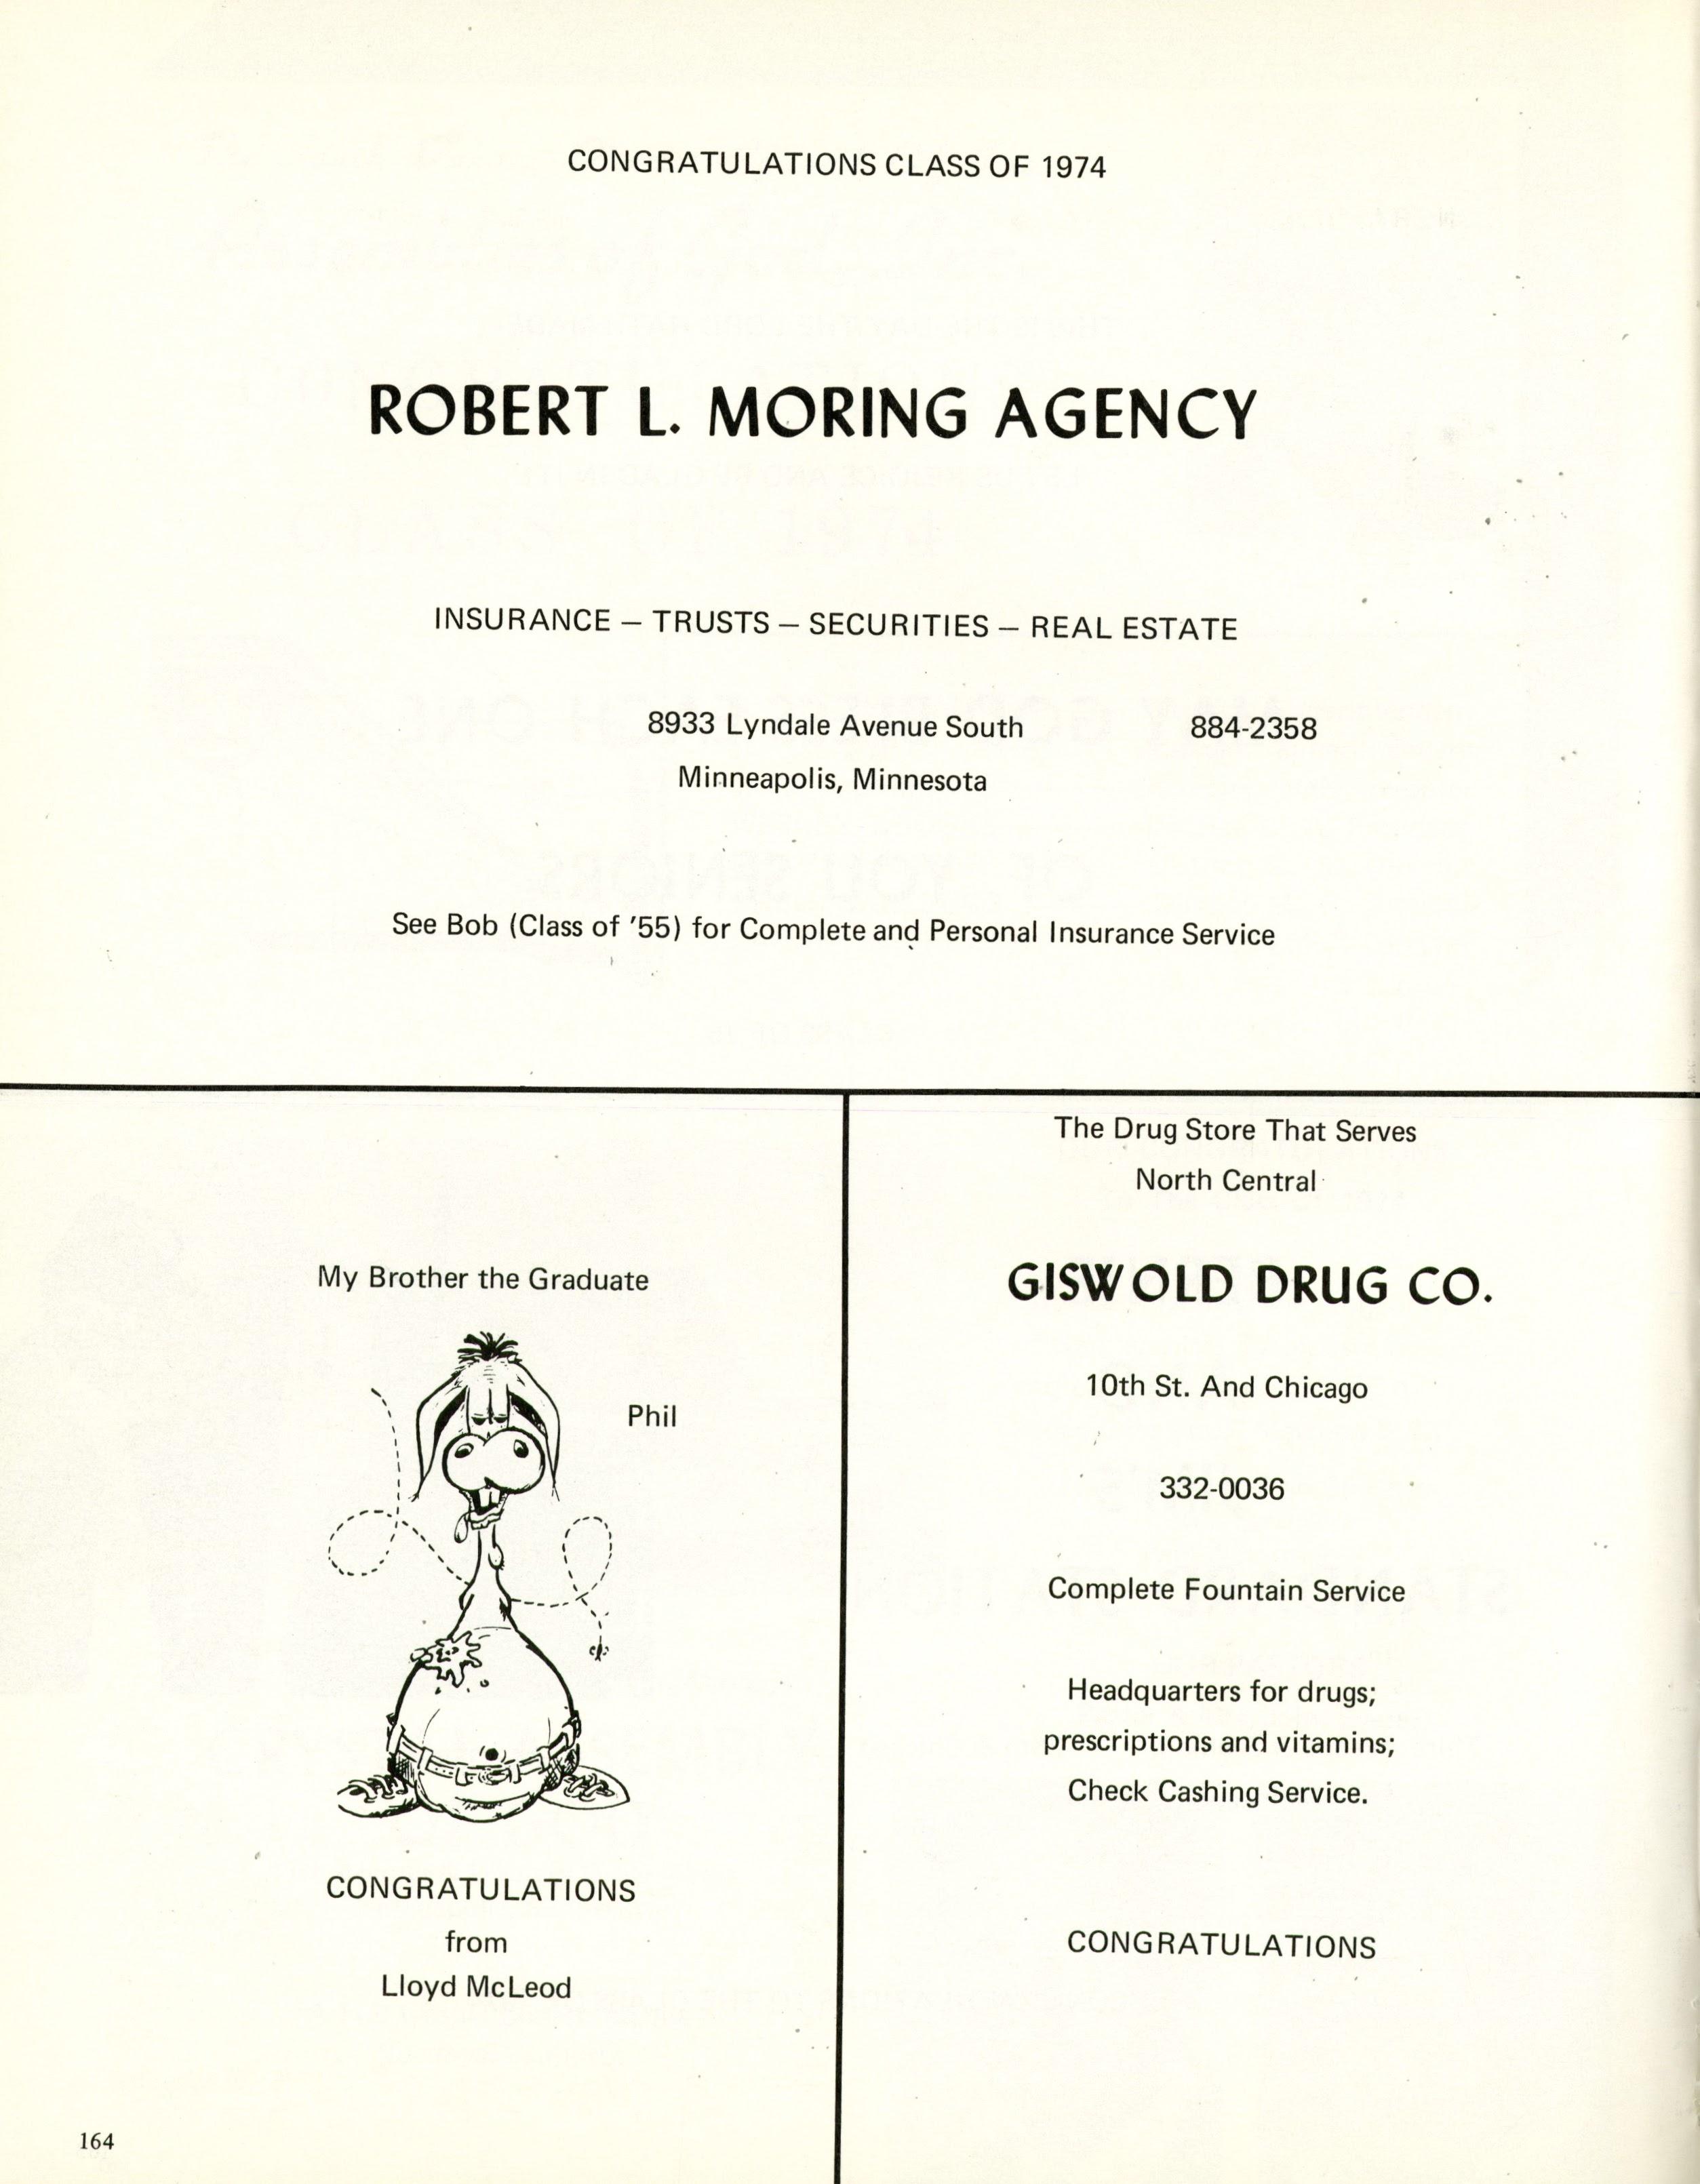 CONGRATULATIONS CLASS OF 1974
ROBERT L. MORING AGENCY
INSURANCE — TRUSTS — SECURITIES — REAL ESTATE
8933 Lyndale Avenue South 884-2358
Minneapolis, Minnesota
See Bob (Class of '55) for Complete and Personal Insurance Service
My Brother the Graduate
Phil
CONGRATULATIONS
from
Lloyd McLeod
The Drug Store That Serves
North Central
GISWOLD DRUG CO.
10th St. And Chicago
332-0036
Complete Fountain Service
Headquarters for drugs;
prescriptions and vitamins;
Check Cashing Service.
CONGRATULATIONS
164